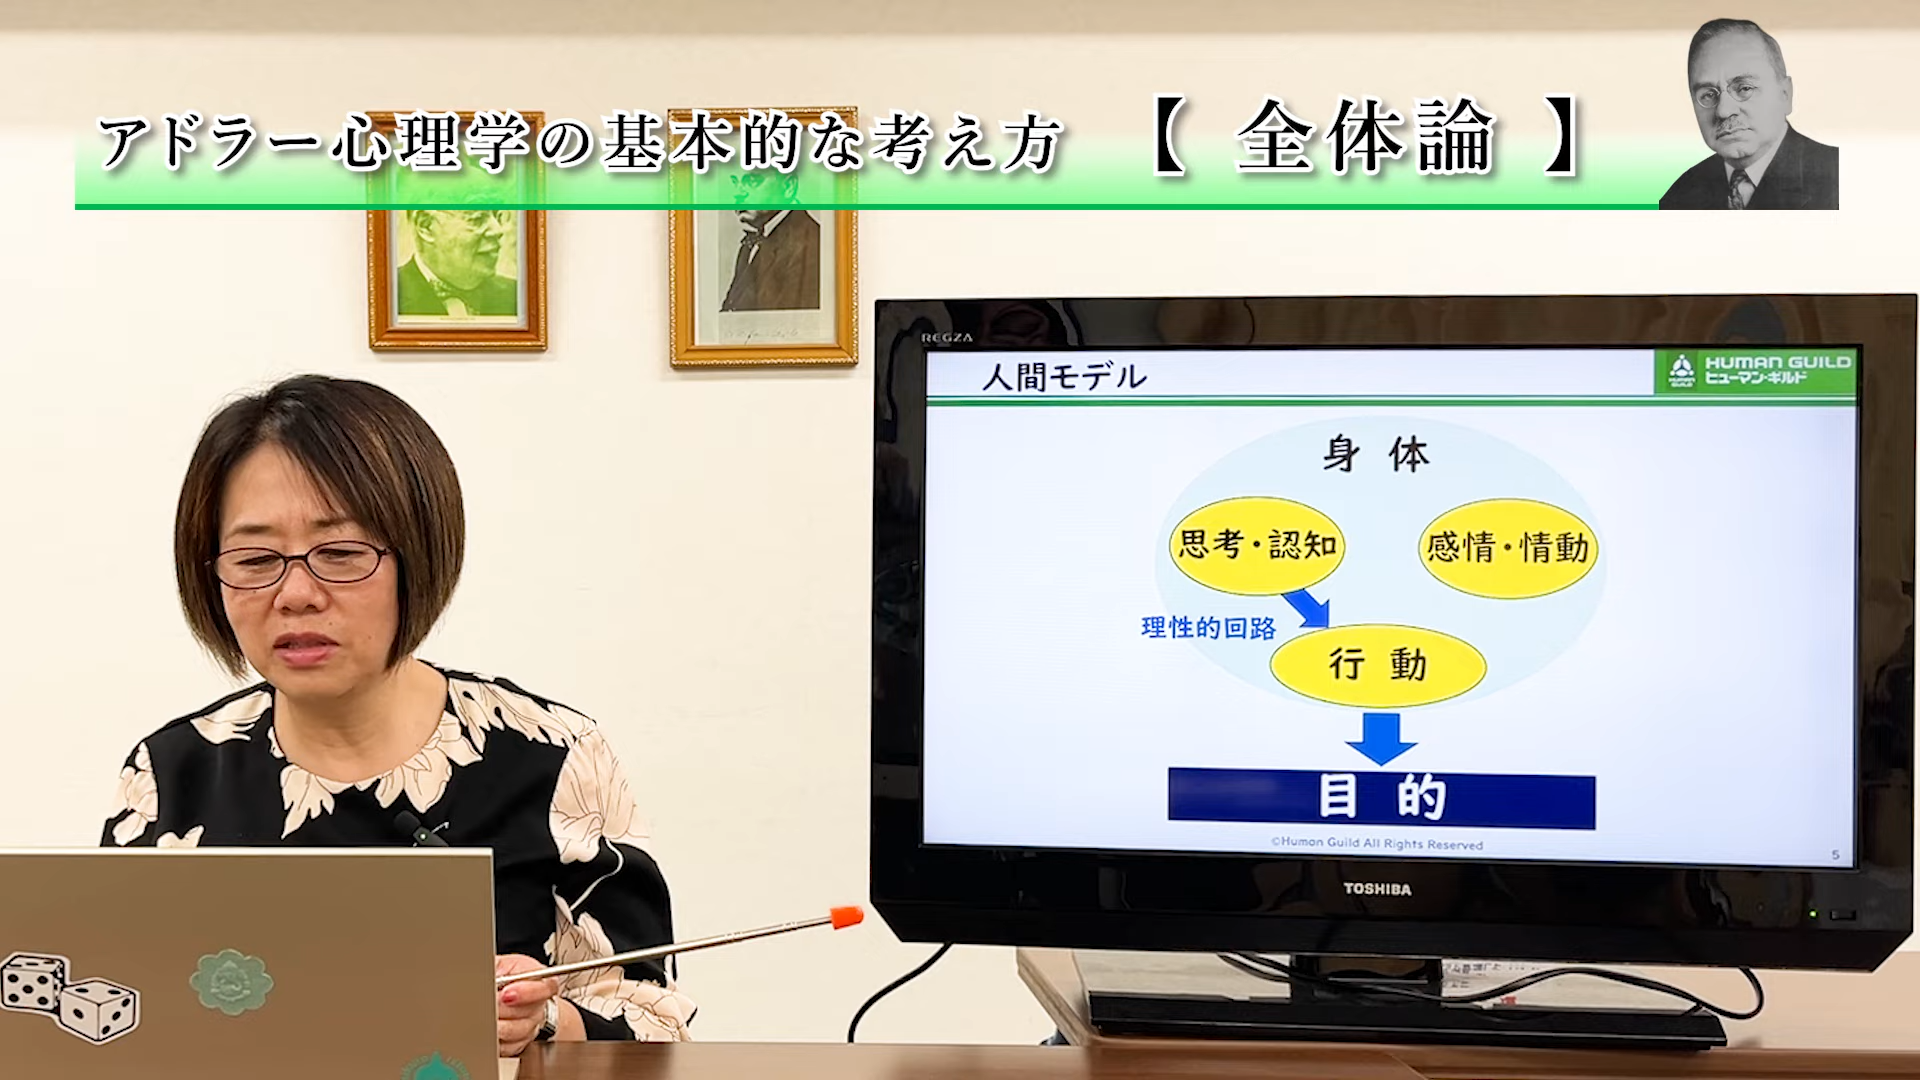 アドラー心理学の基本的な考え方 【 全体論 】
REGZA
人間モデル
HUMAN GUILD
HUMAN GUILD
ヒューマン・ギルド
身 体
思考・認知
感情・情動
理性的回路
行 動
目 的
©Human Guild All Rights Reserved
5
TOSHIBA